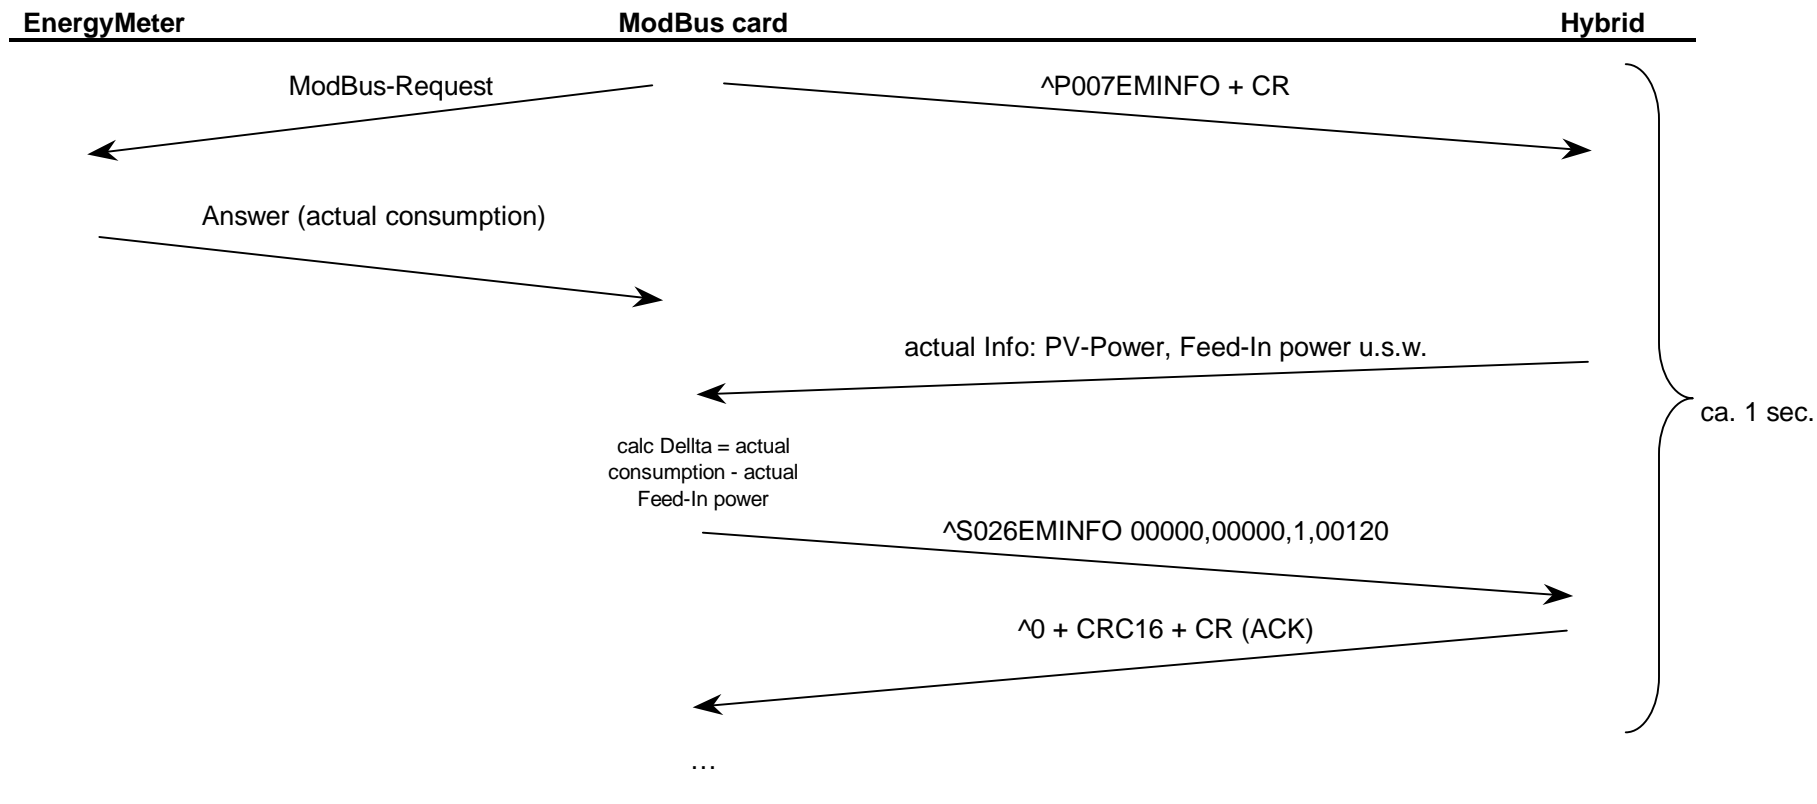 EnergyMeter ModBus card Hybrid
ModBus-Request ^P007EMINFO + CR
Answer (actual consumption)
actual Info: PV-Power, Feed-In power u.s.w.
ca. 1 sec.
calc Dellta = actual
consumption - actual
Feed-In power
^S026EMINFO 00000,00000,1,00120
^0 + CRC16 + CR (ACK)
…